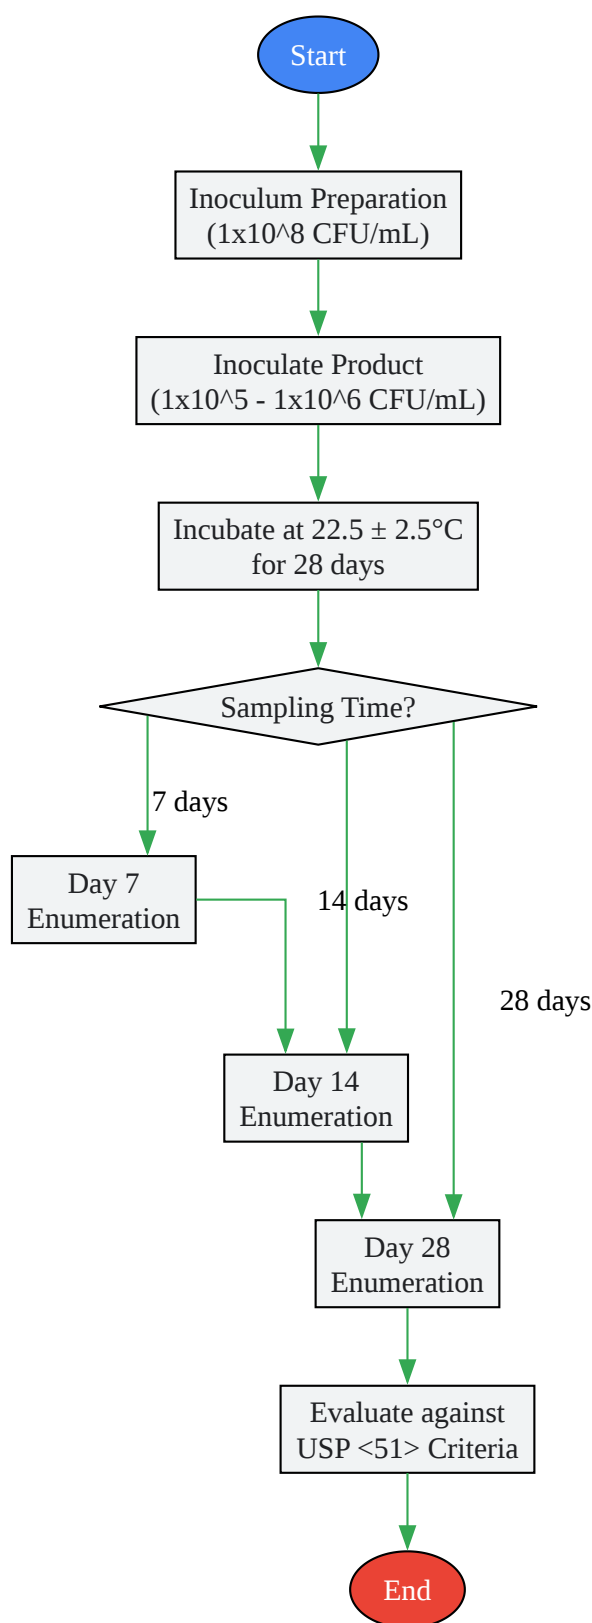 Start
Inoculum Preparation
(1x10^8 CFU/mL)
Inoculate Product
(1x10^5 - 1x10^6 CFU/mL)
Incubate at 22.5 ± 2.5°C
for 28 days
Sampling Time?
7 days
Day 7
Enumeration
14 days
28 days
Day 14
Enumeration
Day 28
Enumeration
Evaluate against
USP <51> Criteria
End